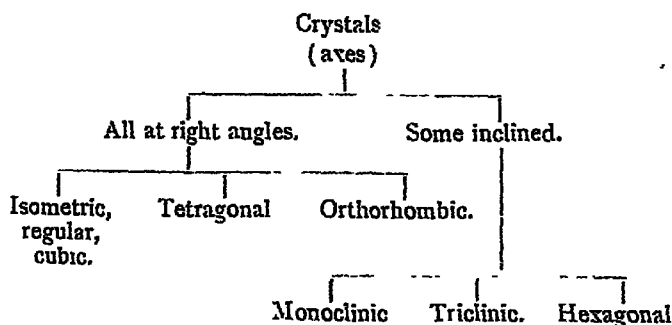 Crystals
(axes)
All at right angles. Some inclined.
Isometric, Tetragonal Orthorhombic.
regular,
cubic.
Monoclinic Triclinic. Hexagonal